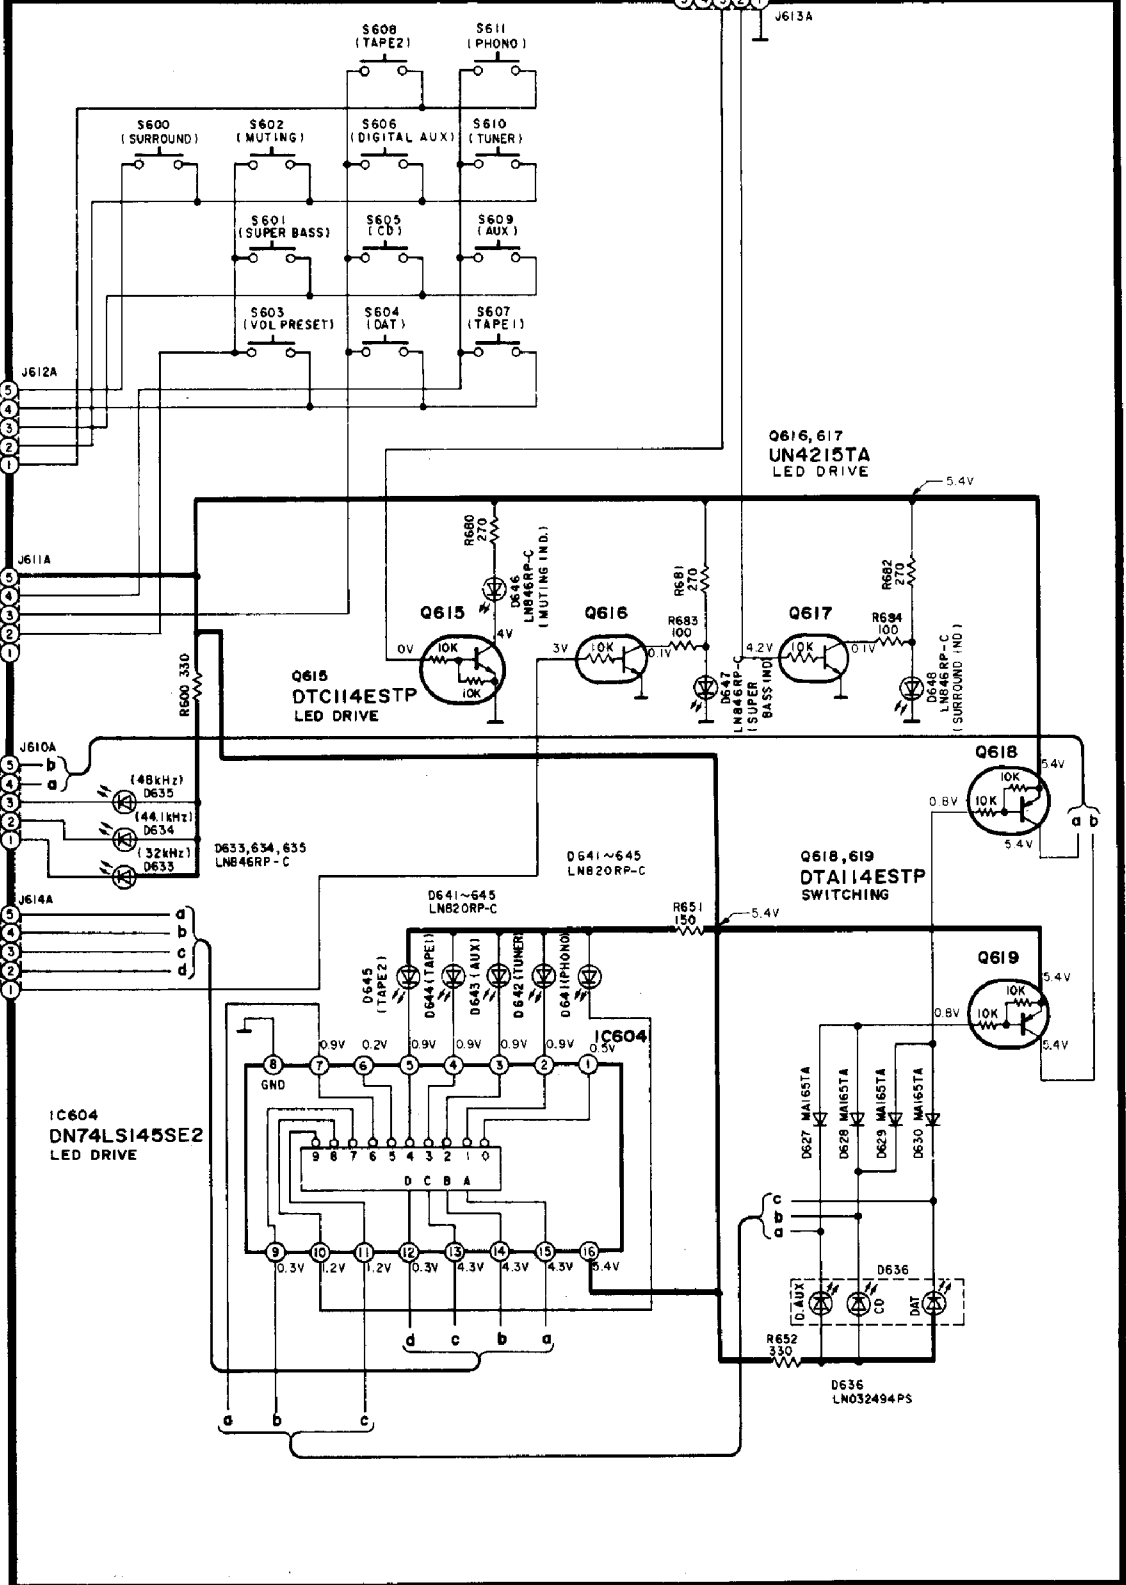 5 4 3 2 1
J613A
S608
(TAPE2)
S611
(PHONO)
S600
(SURROUND)
S602
(MUTING)
S606
(DIGITAL AUX)
S610
(TUNER)
S601
(SUPER BASS)
S605
(CD)
S609
(AUX)
S603
(VOL PRESET)
S604
(DAT)
S607
(TAPE1)
J612A
5
4
3
2
1
Q616,617
UN4215TA
LED DRIVE
5.4V
J611A
5
4
3
2
1
R680
270
D646
LN846RP-C
(MUTING IND.)
R681
270
R682
270
Q615
Q616
Q617
R683
100
R684
100
4V
0V
10K
10K
3V
10K
0.1V
4.2V
10K
0.1V
D647
LN846RP-C
(SUPER
BASS IND)
D648
LN846RP-C
(SURROUND IND)
R600 330
Q615
DTC114ESTP
LED DRIVE
J610A
5 b
4 a
3
2
1
(48kHz)
D635
(44.1kHz)
D634
(32kHz)
D633
D633,634,635
LN846RP-C
Q618
5.4V
10K
0.8V
10K
5.4V
a b
D641~645
LN820RP-C
Q618,619
DTA114ESTP
SWITCHING
J614A
5 a
4 b
3 c
2 d
1
D641~645
LN820RP-C
R651
150
5.4V
D645
(TAPE2)
D644(TAPE1)
D643(AUX)
D642(TUNER)
D641(PHONO)
Q619
5.4V
10K
0.8V
10K
5.4V
IC604
0.9V 0.2V 0.9V 0.9V 0.9V 0.9V 0.5V
8 7 6 5 4 3 2 1
GND
IC604
DN74LS145SE2
LED DRIVE
9 8 7 6 5 4 3 2 1 0
D C B A
9 10 11 12 13 14 15 16
0.3V 1.2V 1.2V 0.3V 4.3V 4.3V 4.3V 5.4V
D627 MA165TA
D628 MA165TA
D629 MA165TA
D630 MA165TA
c
b
a
D636
D.AUX
CD
DAT
d c b a
R652
330
D636
LN032494PS
a b c